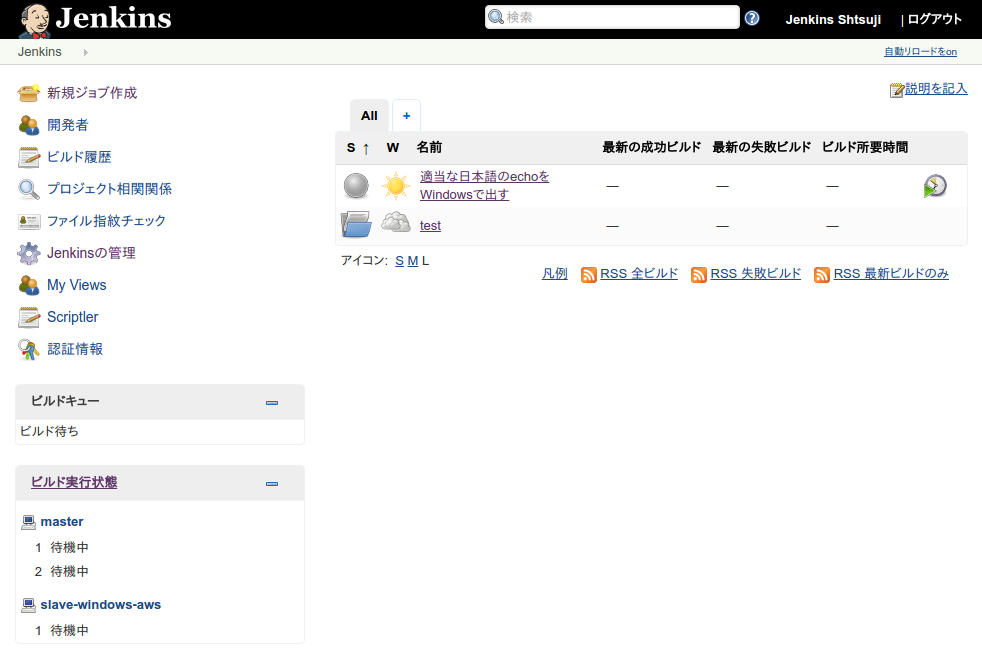 Jenkins
検索
Jenkins Shtsuji
|ログアウト
Jenkins
自動リロードをon
説明を記入
新規ジョブ作成
開発者
ビルド履歴
プロジェクト相関関係
ファイル指紋チェック
Jenkinsの管理
My Views
Scriptler
認証情報
ビルドキュー
ビルド待ち
ビルド実行状態
master
1 待機中
2 待機中
slave-windows-aws
1 待機中
All +
S ↑ W 名前 最新の成功ビルド 最新の失敗ビルド ビルド所要時間
適当な日本語のechoを
Windowsで出す — — —
test — — —
アイコン: S M L
凡例 RSS 全ビルド RSS 失敗ビルド RSS 最新ビルドのみ